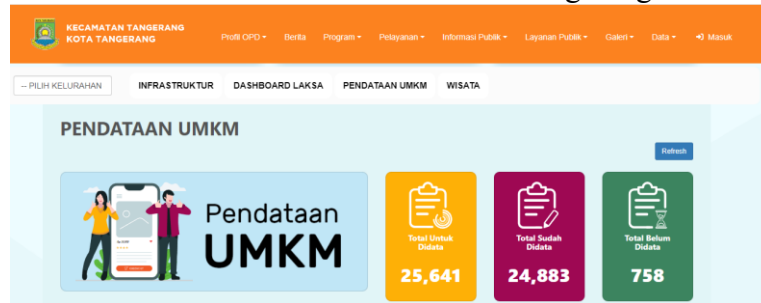 KECAMATAN TANGERANG
KOTA TANGERANG
Profil OPD Berita Program Pelayanan Informasi Publik Layanan Publik Galeri Data Masuk
-- PILIH KELURAHAN INFRASTRUKTUR DASHBOARD LAKSA PENDATAAN UMKM WISATA
PENDATAAN UMKM
Refresh
Pendataan
UMKM
Total Untuk
Didata
25,641
Total Sudah
Didata
24,883
Total Belum
Didata
758